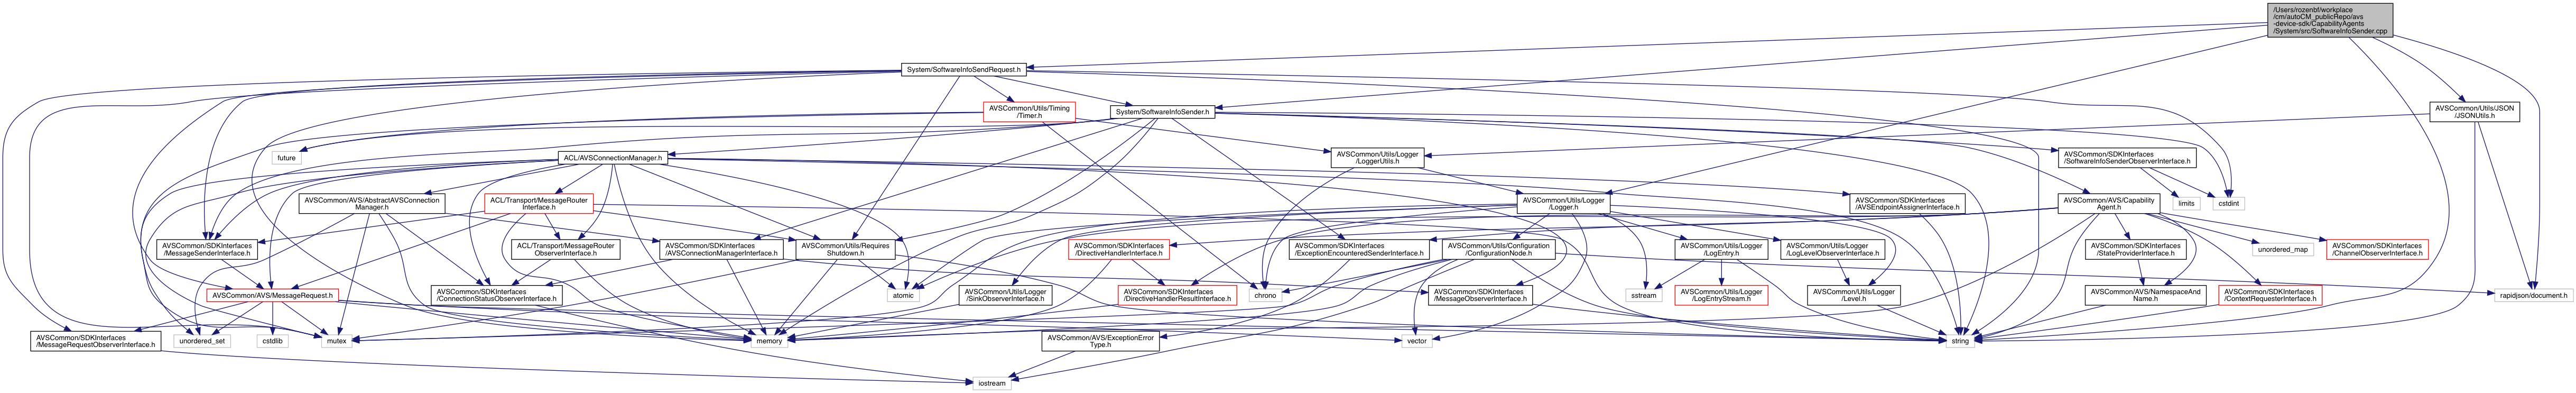 /Users/rozenbf/workplace
/cm/autoCM_publicRepo/avs
-device-sdk/CapabilityAgents
/System/src/SoftwareInfoSender.cpp
System/SoftwareInfoSendRequest.h
AVSCommon/Utils/Timing
/Timer.h
System/SoftwareInfoSender.h
AVSCommon/Utils/JSON
/JSONUtils.h
future
ACL/AVSConnectionManager.h
AVSCommon/Utils/Logger
/LoggerUtils.h
AVSCommon/SDKInterfaces
/SoftwareInfoSenderObserverInterface.h
AVSCommon/AVS/AbstractAVSConnection
Manager.h
ACL/Transport/MessageRouter
Interface.h
AVSCommon/Utils/Logger
/Logger.h
AVSCommon/SDKInterfaces
/AVSEndpointAssignerInterface.h
AVSCommon/AVS/Capability
Agent.h
limits
cstdint
AVSCommon/SDKInterfaces
/MessageSenderInterface.h
ACL/Transport/MessageRouter
ObserverInterface.h
AVSCommon/SDKInterfaces
/AVSConnectionManagerInterface.h
AVSCommon/Utils/Requires
Shutdown.h
AVSCommon/SDKInterfaces
/DirectiveHandlerInterface.h
AVSCommon/SDKInterfaces
/ExceptionEncounteredSenderInterface.h
AVSCommon/Utils/Configuration
/ConfigurationNode.h
AVSCommon/Utils/Logger
/LogEntry.h
AVSCommon/Utils/Logger
/LogLevelObserverInterface.h
AVSCommon/SDKInterfaces
/StateProviderInterface.h
unordered_map
AVSCommon/SDKInterfaces
/ChannelObserverInterface.h
AVSCommon/AVS/MessageRequest.h
AVSCommon/SDKInterfaces
/ConnectionStatusObserverInterface.h
atomic
AVSCommon/Utils/Logger
/SinkObserverInterface.h
AVSCommon/SDKInterfaces
/DirectiveHandlerResultInterface.h
chrono
AVSCommon/SDKInterfaces
/MessageObserverInterface.h
sstream
AVSCommon/Utils/Logger
/LogEntryStream.h
AVSCommon/Utils/Logger
/Level.h
AVSCommon/AVS/NamespaceAnd
Name.h
AVSCommon/SDKInterfaces
/ContextRequesterInterface.h
rapidjson/document.h
AVSCommon/SDKInterfaces
/MessageRequestObserverInterface.h
unordered_set
cstdlib
mutex
memory
AVSCommon/AVS/ExceptionError
Type.h
vector
string
iostream